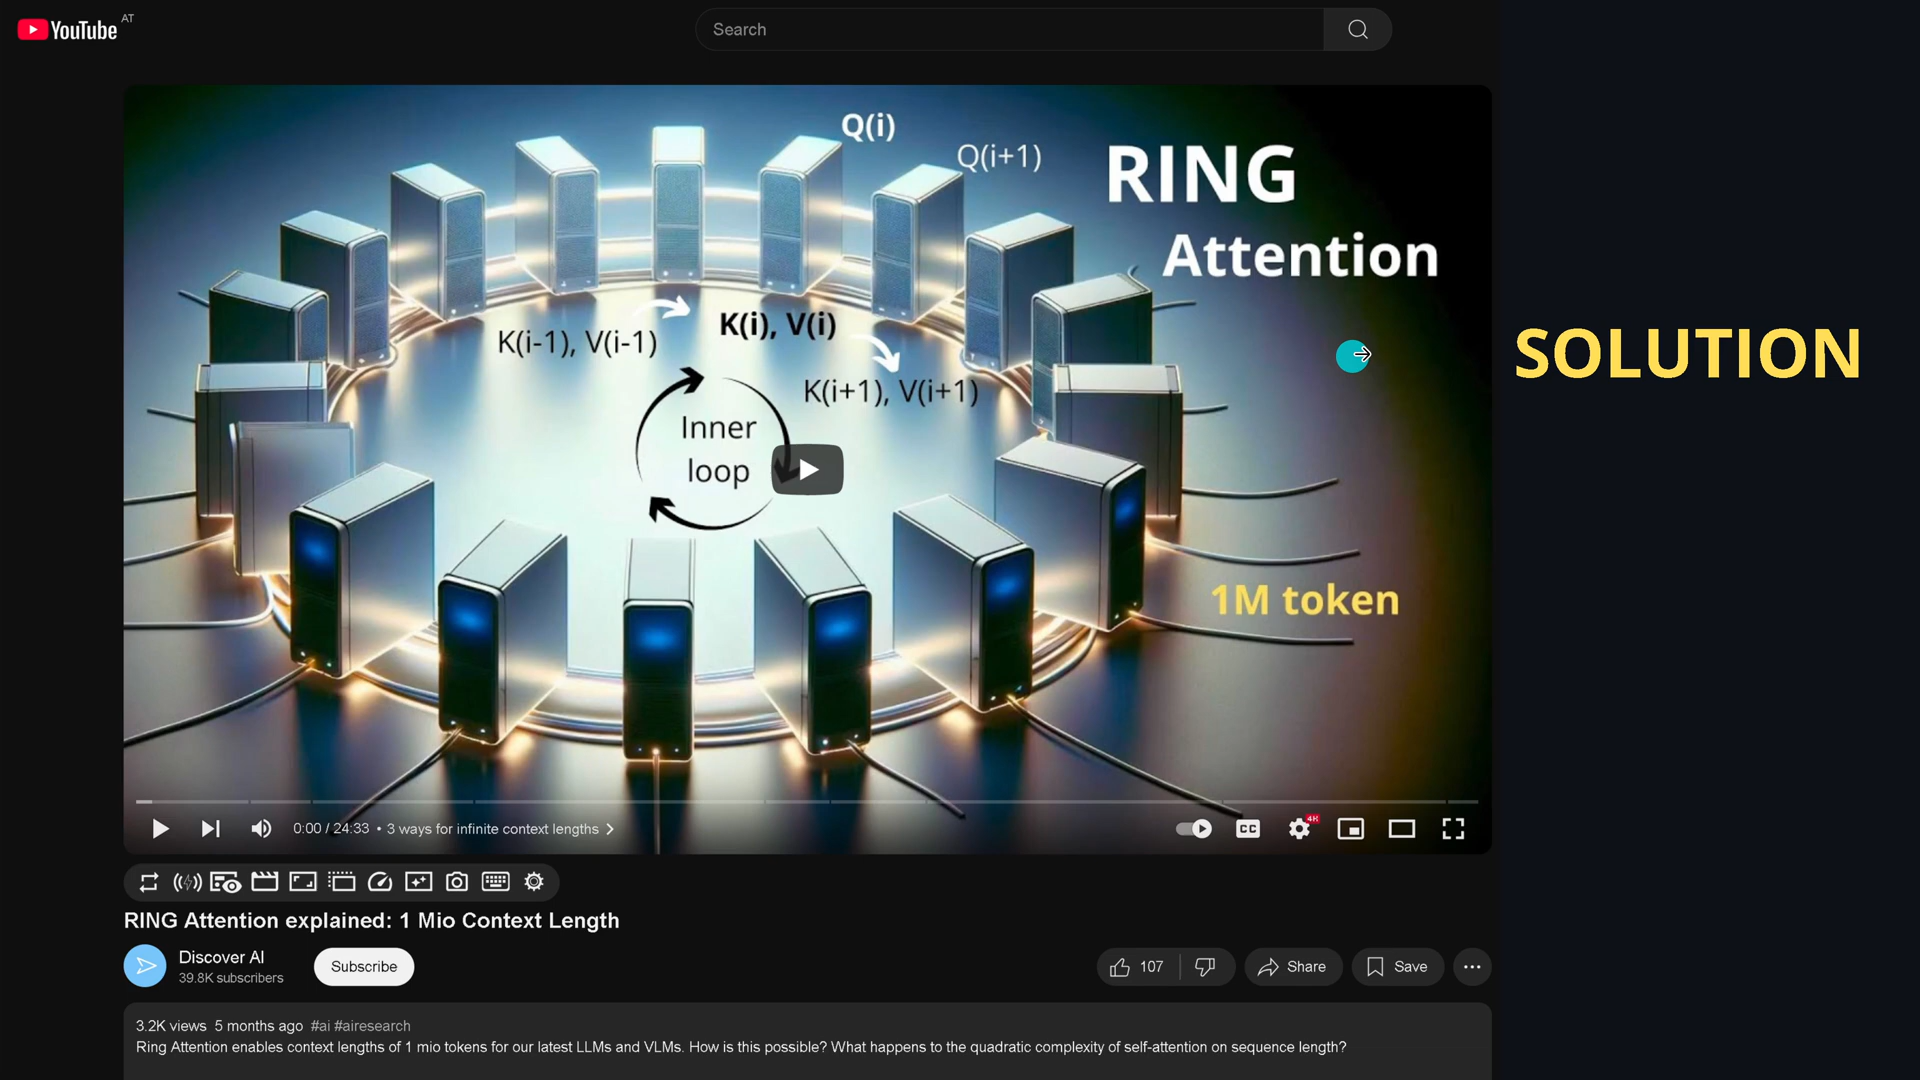 YouTube AT
Search
Q(i)
Q(i+1)
RING
Attention
K(i-1), V(i-1)
K(i), V(i)
K(i+1), V(i+1)
Inner
loop
SOLUTION
1M token
0:00 / 24:33 • 3 ways for infinite context lengths
CC
4K
RING Attention explained: 1 Mio Context Length
Discover AI
39.8K subscribers
Subscribe
107
Share
Save
3.2K views 5 months ago #ai #airesearch
Ring Attention enables context lengths of 1 mio tokens for our latest LLMs and VLMs. How is this possible? What happens to the quadratic complexity of self-attention on sequence length?